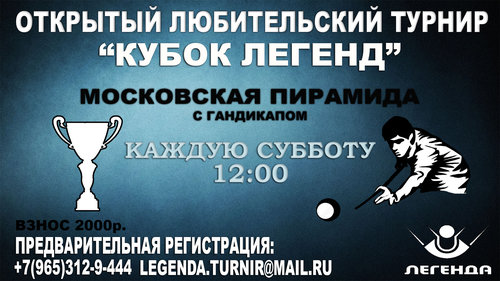 ОТКРЫТЫЙ ЛЮБИТЕЛЬСКИЙ ТУРНИР
“КУБОК ЛЕГЕНД”
МОСКОВСКАЯ ПИРАМИДА
С ГАНДИКАПОМ
КАЖДУЮ СУББОТУ
12:00
ВЗНОС 2000р.
ПРЕДВАРИТЕЛЬНАЯ РЕГИСТРАЦИЯ:
+7(965)312-9-444 LEGENDA.TURNIR@MAIL.RU
ЛЕГЕНДА